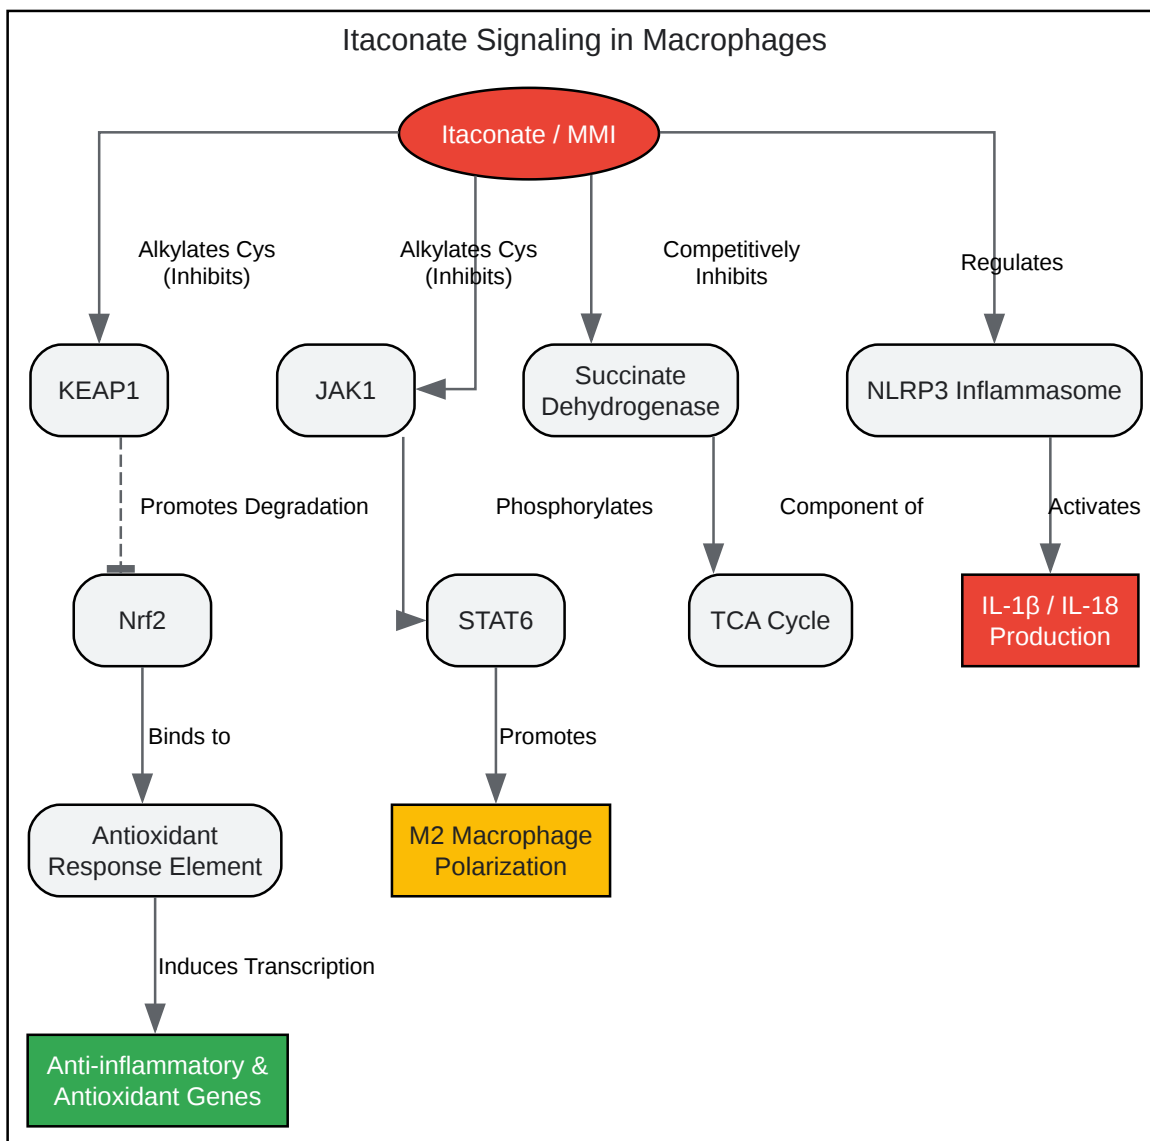 Itaconate Signaling in Macrophages
Itaconate / MMI
Alkylates Cys
(Inhibits)
Alkylates Cys
(Inhibits)
Competitively
Inhibits
Regulates
KEAP1
JAK1
Succinate
Dehydrogenase
NLRP3 Inflammasome
Promotes Degradation
Phosphorylates
Component of
Activates
Nrf2
STAT6
TCA Cycle
IL-1β / IL-18
Production
Binds to
Promotes
Antioxidant
Response Element
M2 Macrophage
Polarization
Induces Transcription
Anti-inflammatory &
Antioxidant Genes